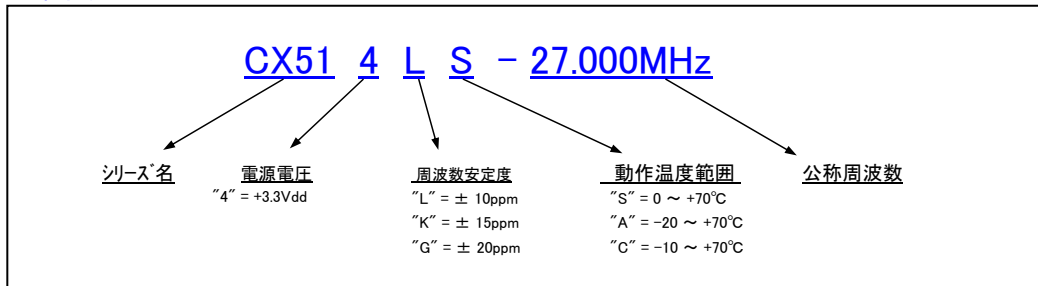 CX51 4 L S - 27.000MHz
ｼﾘｰｽﾞ名 電源電圧 周波数安定度 動作温度範囲 公称周波数
"4" = +3.3Vdd "L" = ± 10ppm "S" = 0 ～ +70℃
"K" = ± 15ppm "A" = -20 ～ +70℃
"G" = ± 20ppm "C" = -10 ～ +70℃